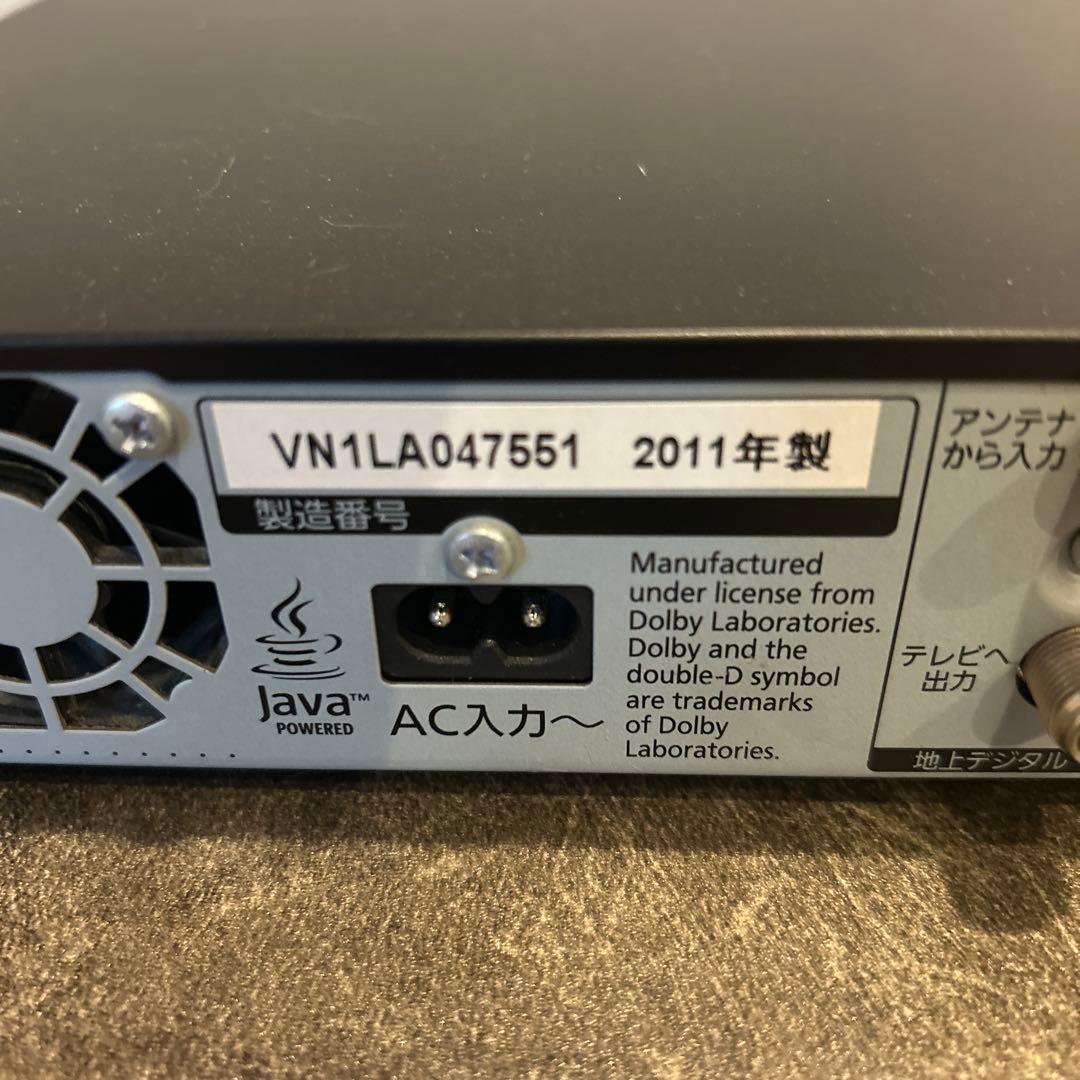 VN1LA047551 2011年製
製造番号
Java™
POWERED
AC入力～
Manufactured
under license from
Dolby Laboratories.
Dolby and the
double-D symbol
are trademarks
of Dolby
Laboratories.
アンテナ
から入力
テレビへ
出力
地上デジタル